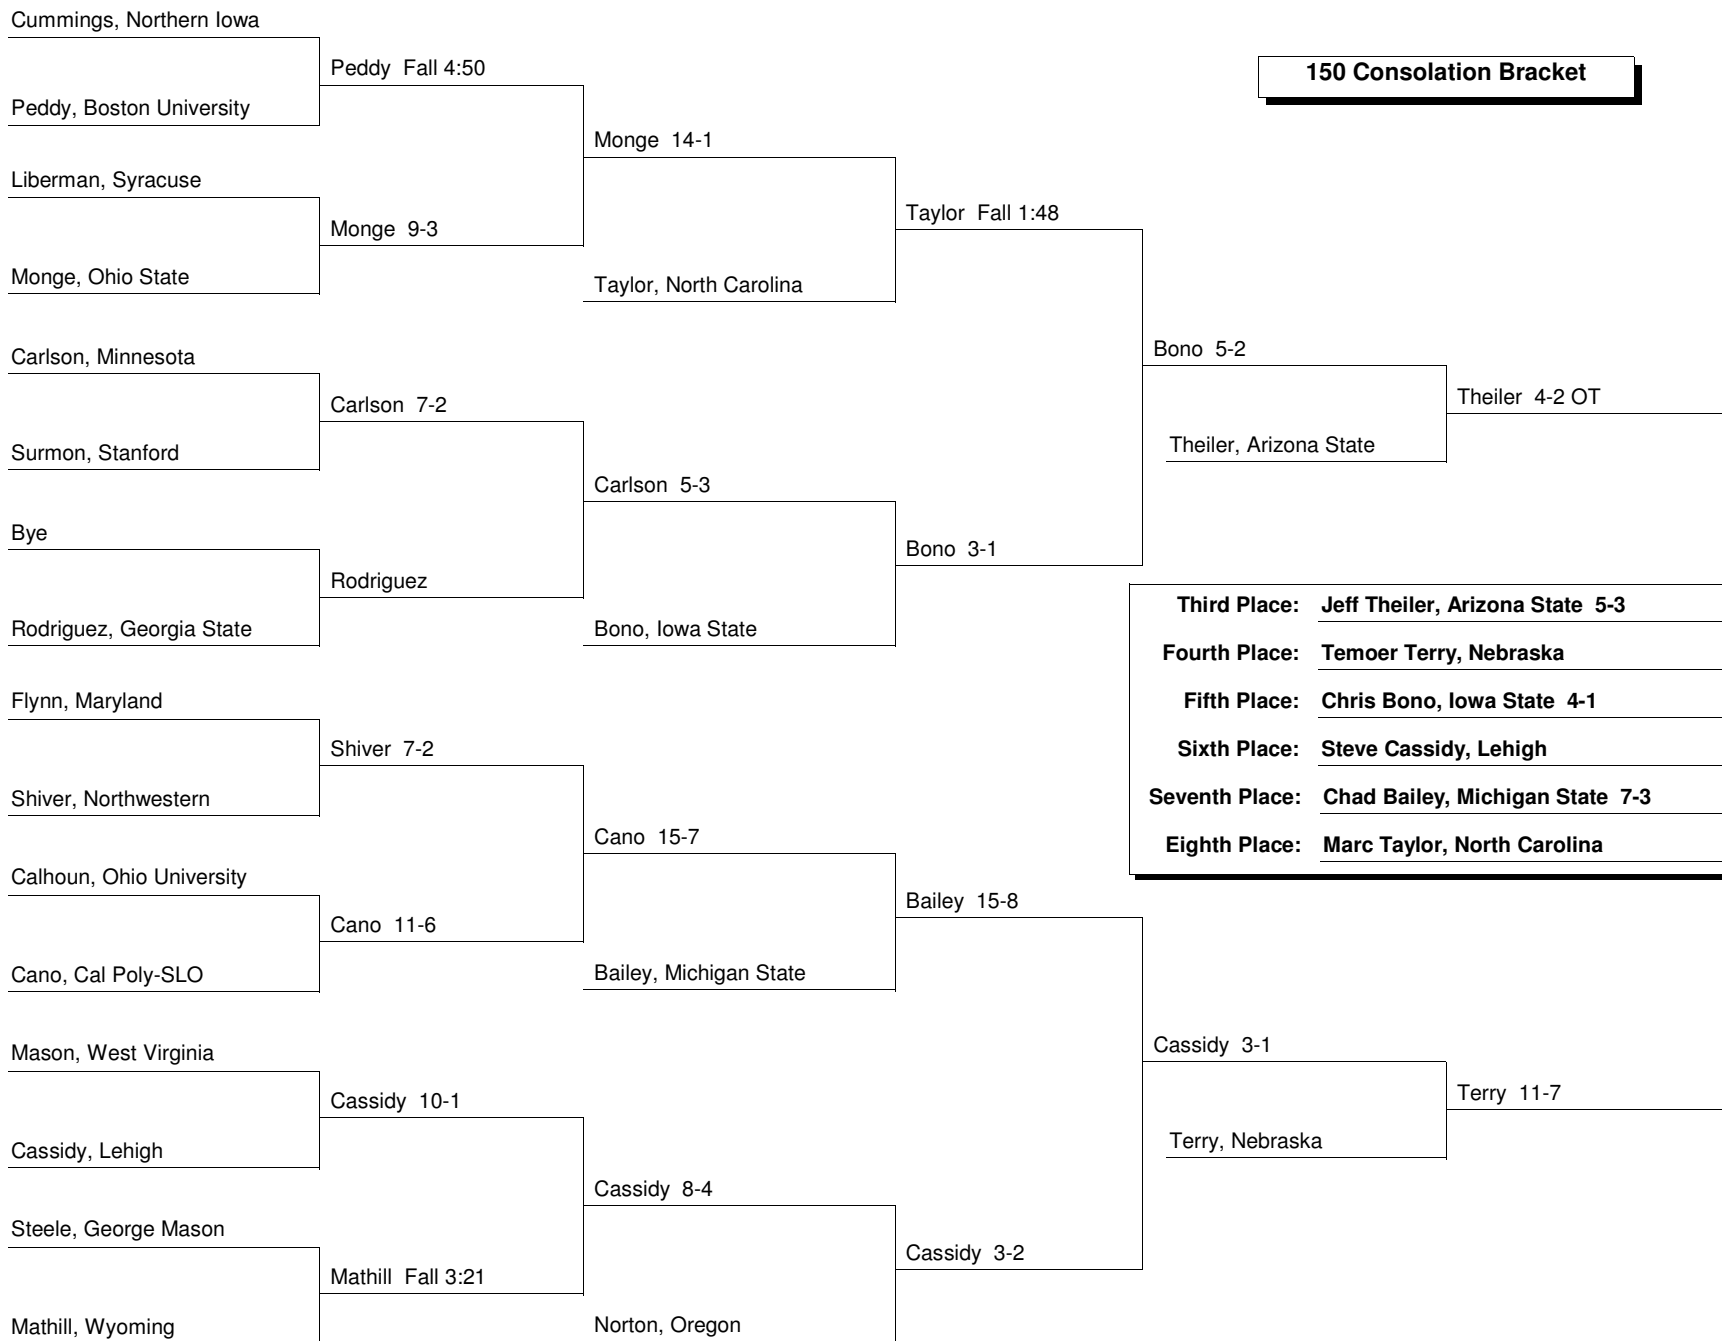 Cummings, Northern Iowa
Peddy Fall 4:50
150 Consolation Bracket
Peddy, Boston University
Monge 14-1
Liberman, Syracuse
Taylor Fall 1:48
Monge 9-3
Monge, Ohio State
Taylor, North Carolina
Carlson, Minnesota
Bono 5-2
Carlson 7-2
Theiler 4-2 OT
Surmon, Stanford
Theiler, Arizona State
Carlson 5-3
Bye
Bono 3-1
Rodriguez
Third Place: Jeff Theiler, Arizona State 5-3
Rodriguez, Georgia State
Bono, Iowa State
Fourth Place: Temoer Terry, Nebraska
Flynn, Maryland
Fifth Place: Chris Bono, Iowa State 4-1
Shiver 7-2
Sixth Place: Steve Cassidy, Lehigh
Shiver, Northwestern
Seventh Place: Chad Bailey, Michigan State 7-3
Cano 15-7
Eighth Place: Marc Taylor, North Carolina
Calhoun, Ohio University
Bailey 15-8
Cano 11-6
Cano, Cal Poly-SLO
Bailey, Michigan State
Mason, West Virginia
Cassidy 3-1
Cassidy 10-1
Terry 11-7
Cassidy, Lehigh
Terry, Nebraska
Cassidy 8-4
Steele, George Mason
Cassidy 3-2
Mathill Fall 3:21
Mathill, Wyoming
Norton, Oregon